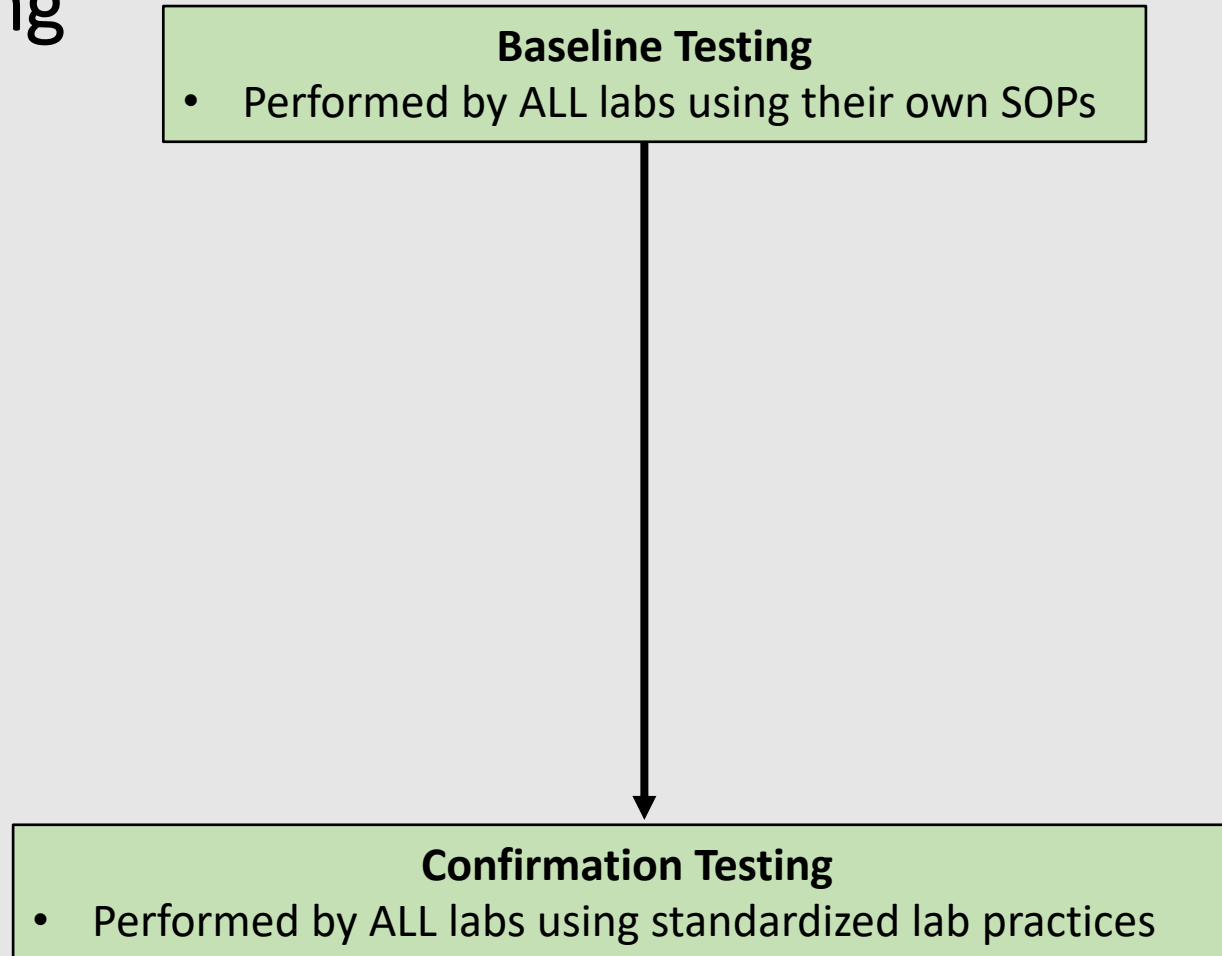 Baseline Testing
• Performed by ALL labs using their own SOPs
Confirmation Testing
• Performed by ALL labs using standardized lab practices